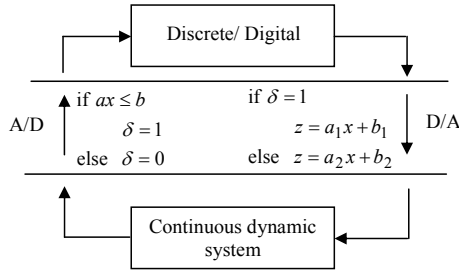 Discrete/ Digital
A/D
if ax ≤ b
δ = 1
else δ = 0
if δ = 1
z = a₁x + b₁
else z = a₂x + b₂
D/A
Continuous dynamic
system